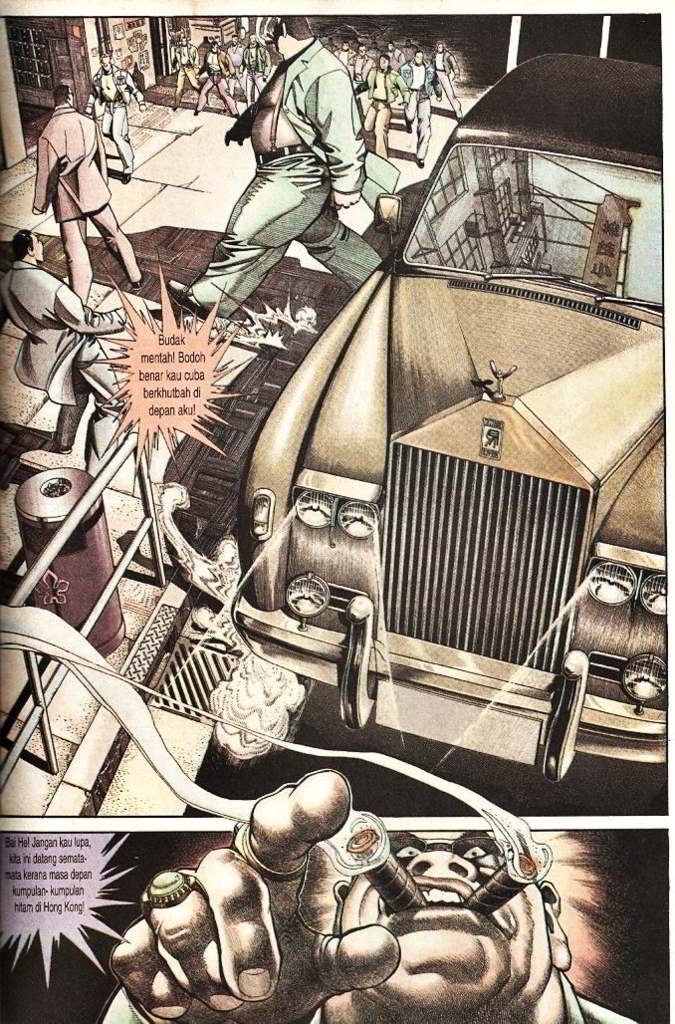 Budak
mentah! Bodoh
benar kau cuba
berkhutbah di
depan aku!
Bai He! Jangan kau lupa,
kita ini datang semata-
mata kerana masa depan
kumpulan- kumpulan
hitam di Hong Kong!